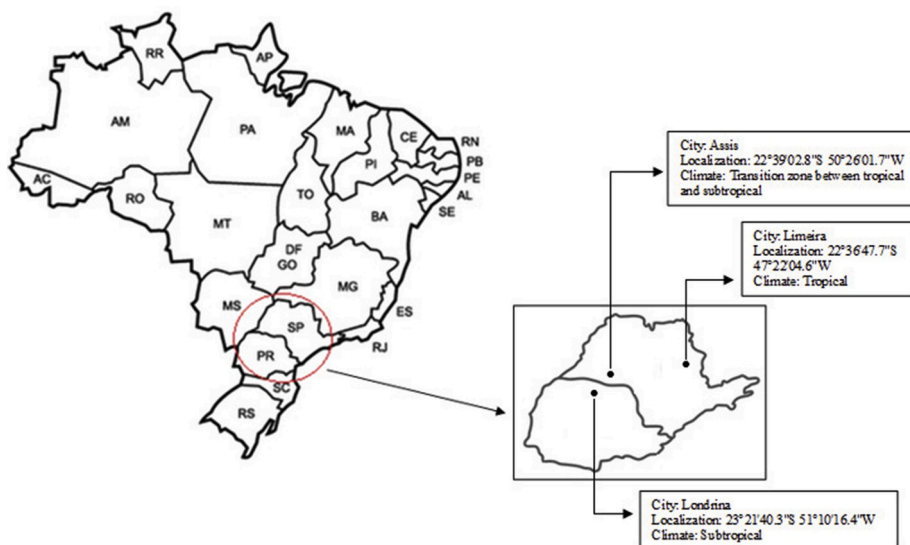 RR
AP
AM
PA
MA
CE
RN
PB
PE
AL
SE
PI
AC
RO
TO
MT
BA
DF
GO
MG
MS
ES
SP
RJ
PR
SC
RS
City: Assis
Localization: 22°39'02.8"S 50°26'01.7"W
Climate: Transition zone between tropical
and subtropical
City: Limeira
Localization: 22°36'47.7"S
47°22'04.6"W
Climate: Tropical
City: Londrina
Localization: 23°21'40.3"S 51°10'16.4"W
Climate: Subtropical